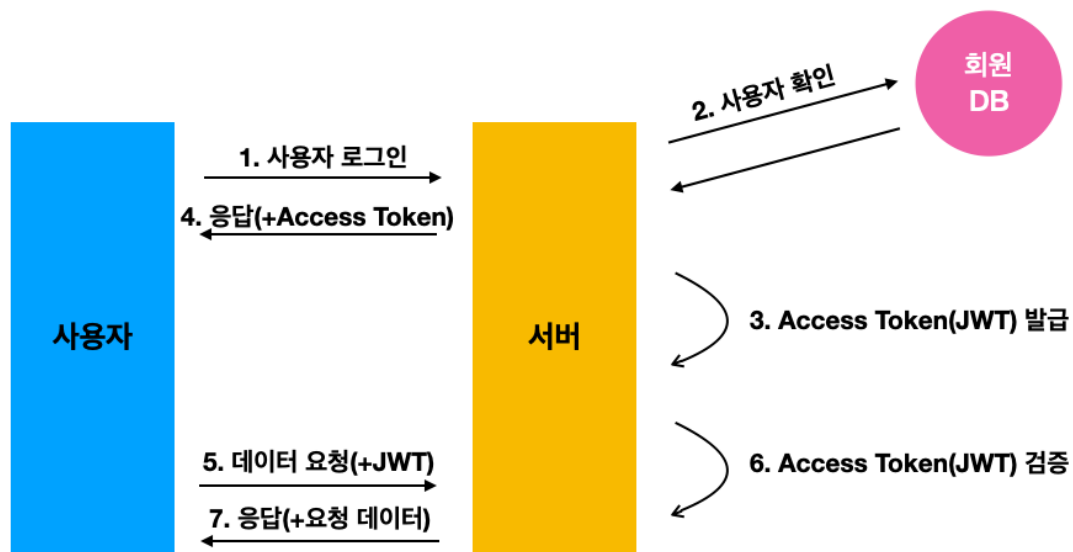 회원
DB
2. 사용자 확인
1. 사용자 로그인
4. 응답(+Access Token)
사용자
서버
3. Access Token(JWT) 발급
5. 데이터 요청(+JWT)
6. Access Token(JWT) 검증
7. 응답(+요청 데이터)